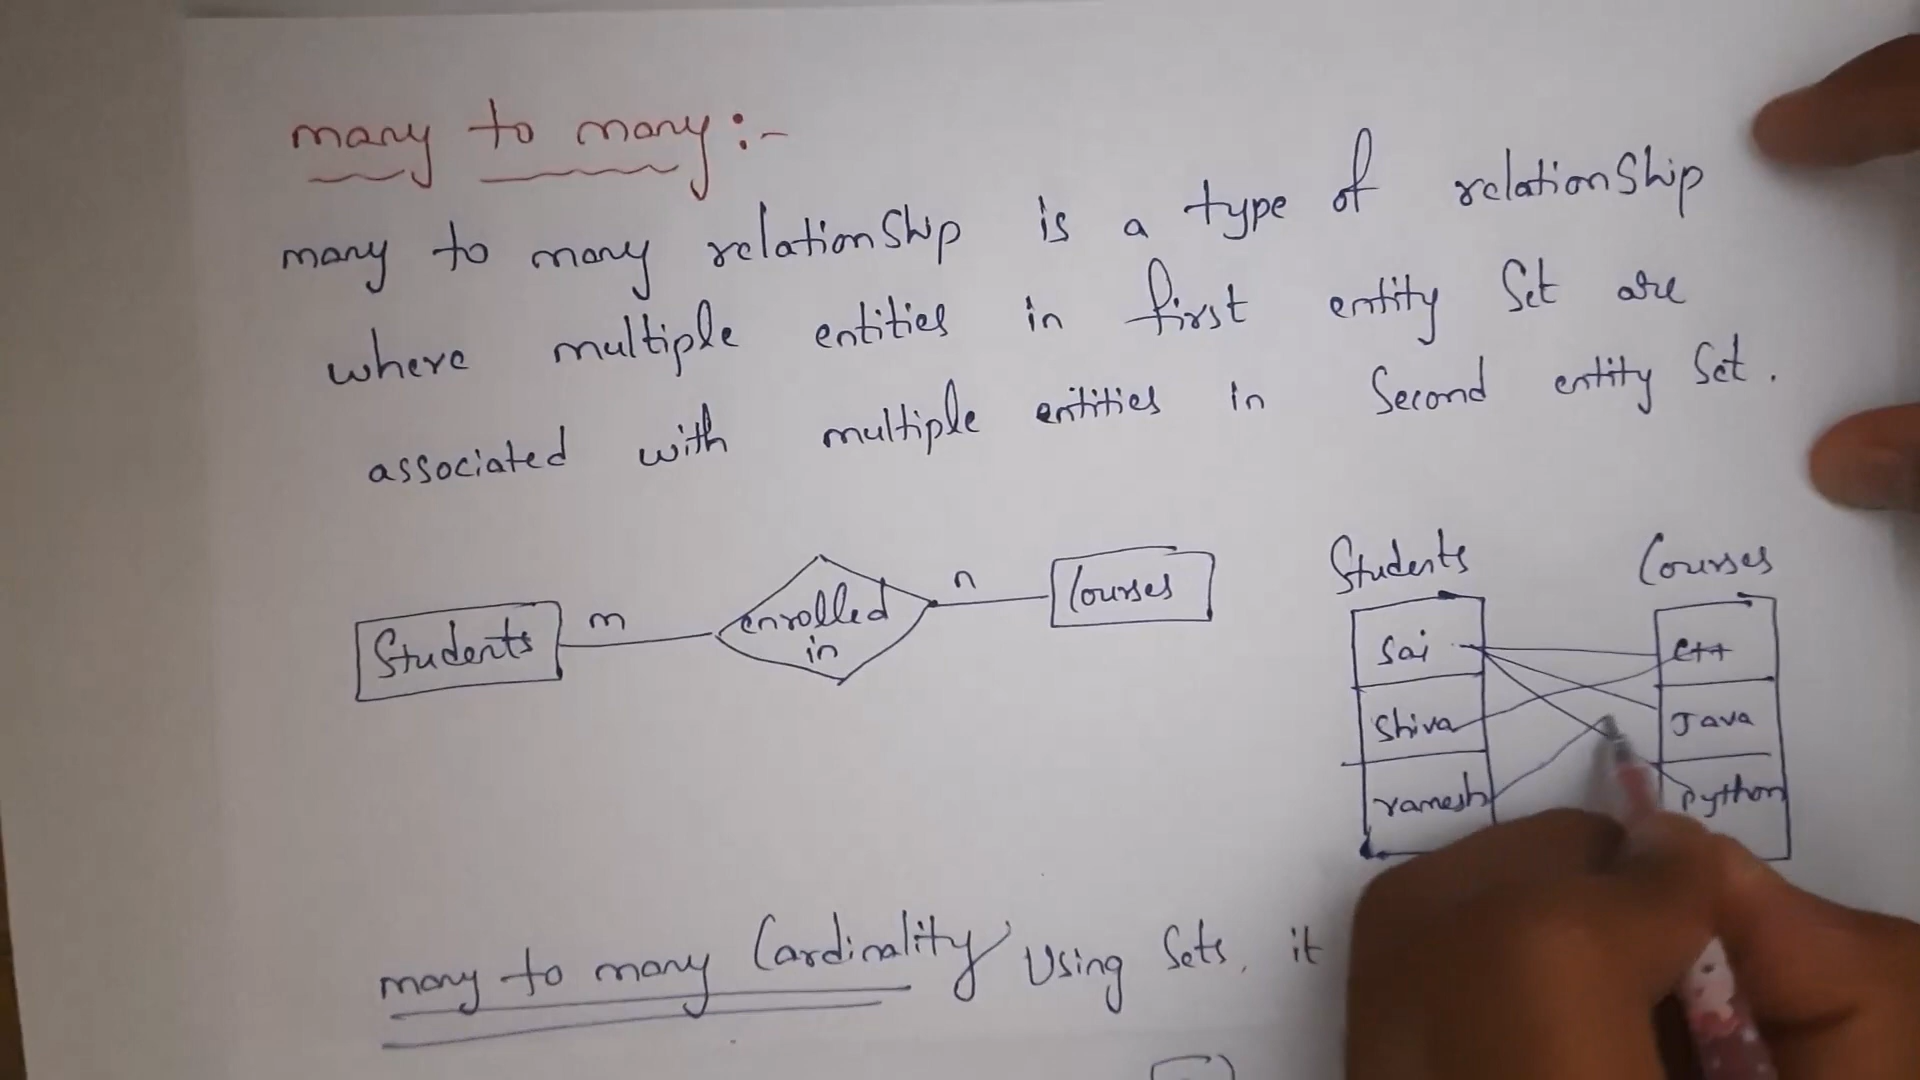 many to many :-
many to many relationship is a type of relationship
where multiple entities in first entity Set are
associated with multiple entities in Second entity Set.
Students m enrolled in n Courses
Students Courses
Sai C++
Shiva Java
ramesh python
many to many Cardinality Using Sets, it